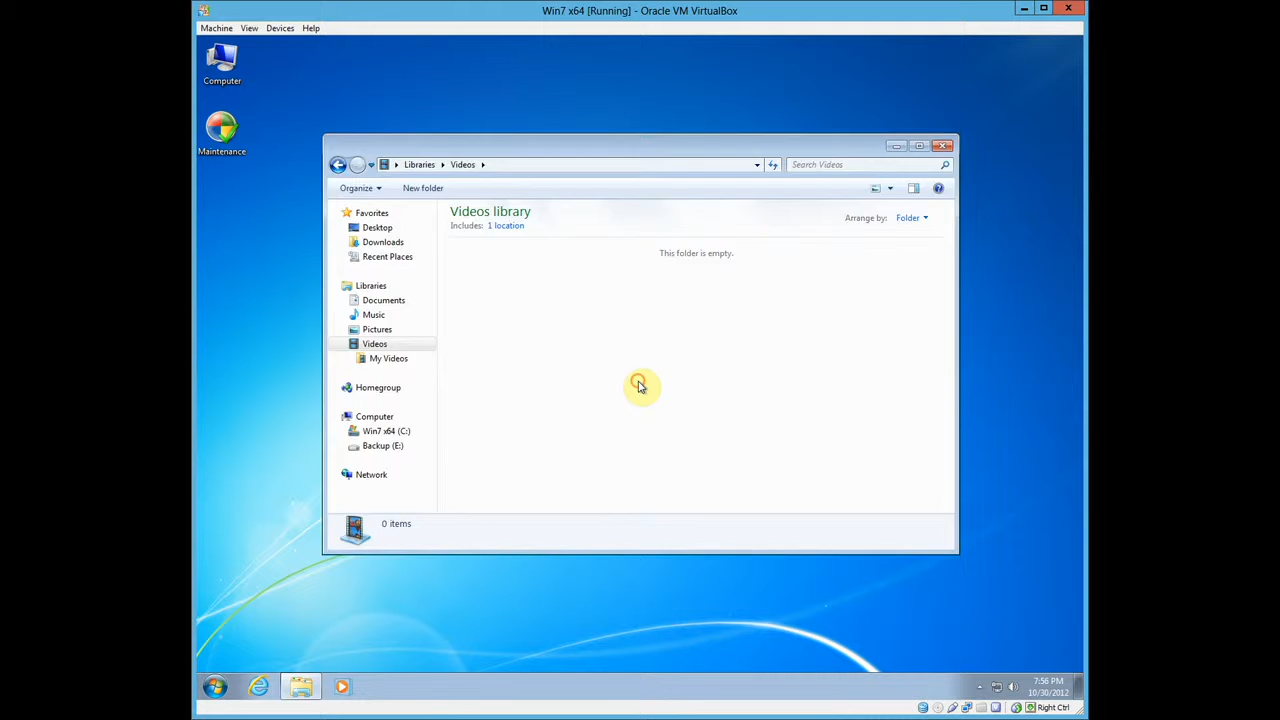 Win7 x64 [Running] - Oracle VM VirtualBox
Machine View Devices Help
Computer
Maintenance
Libraries Videos
Search Videos
Organize New folder
Favorites
Desktop
Downloads
Recent Places
Libraries
Documents
Music
Pictures
Videos
My Videos
Homegroup
Computer
Win7 x64 (C:)
Backup (E:)
Network
Videos library
Includes: 1 location
Arrange by: Folder
This folder is empty.
0 items
7:56 PM
10/30/2012
Right Ctrl